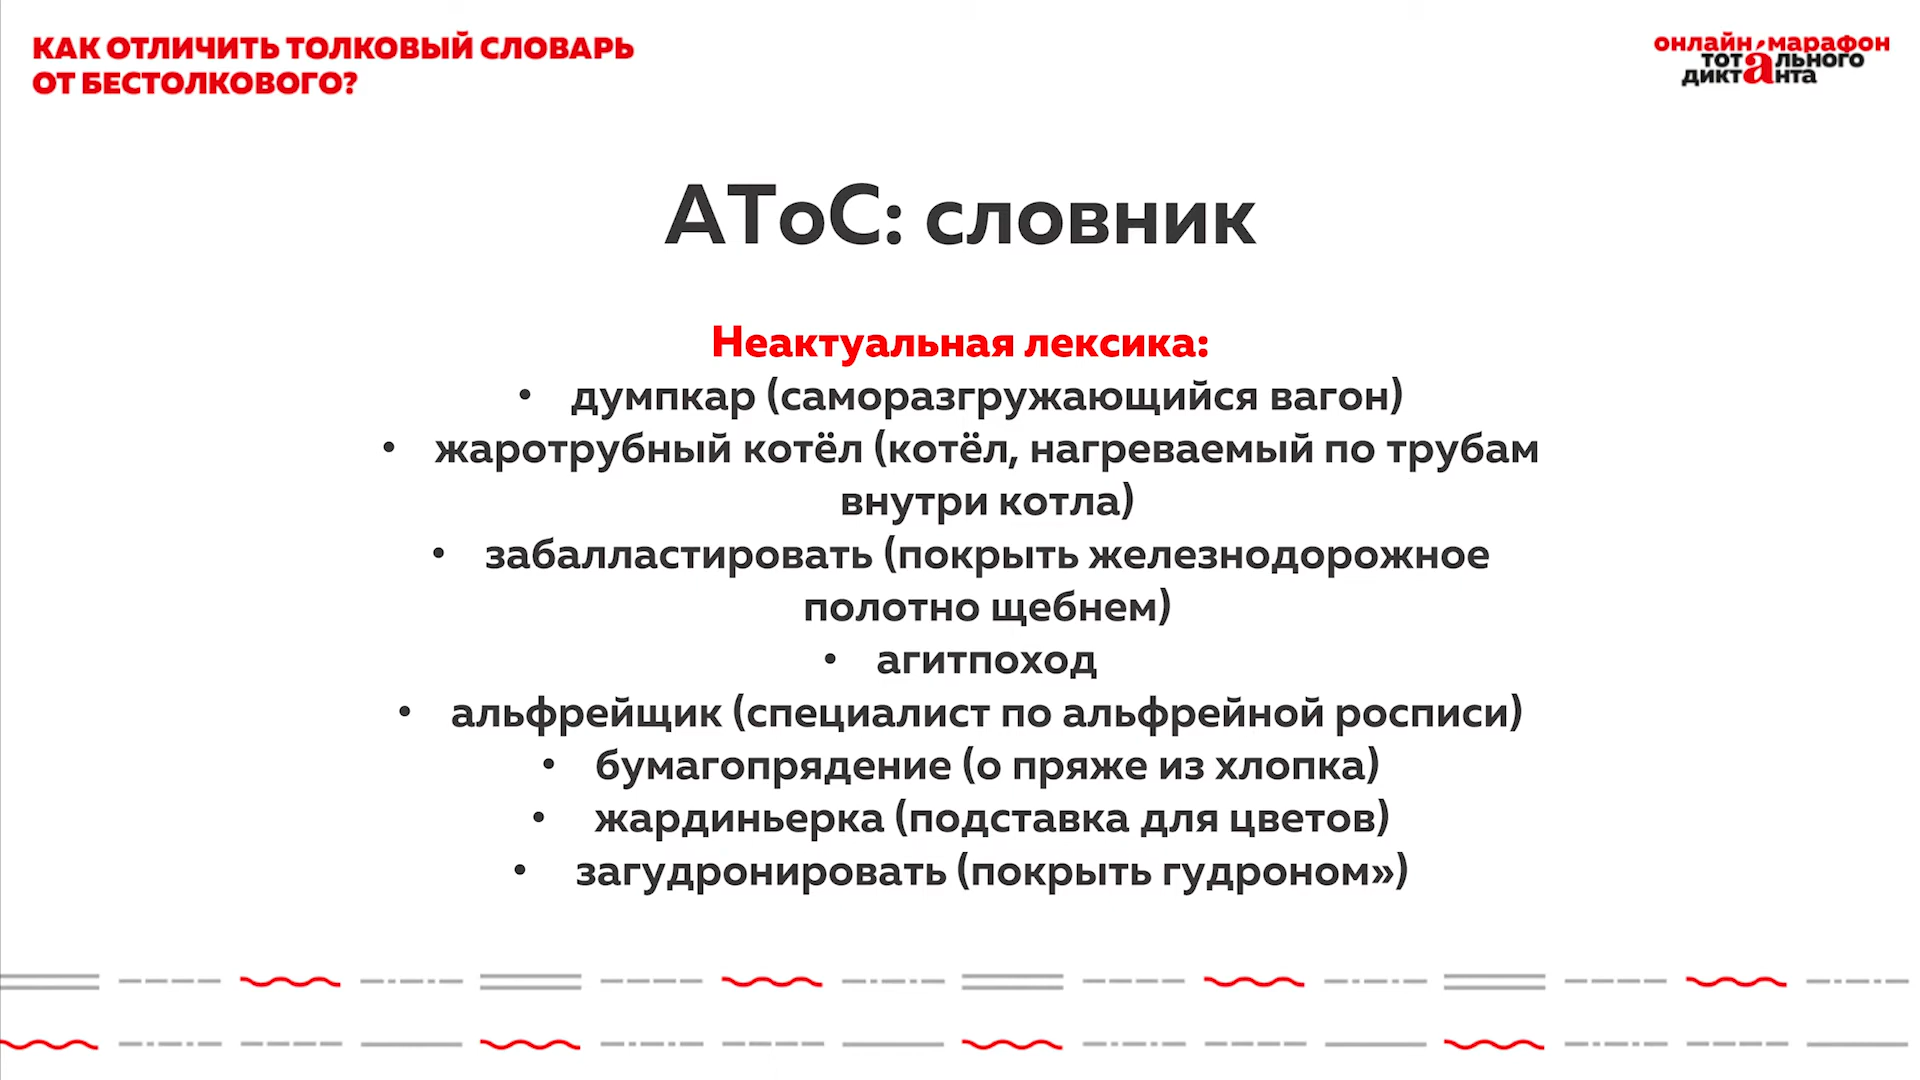 КАК ОТЛИЧИТЬ ТОЛКОВЫЙ СЛОВАРЬ
ОТ БЕСТОЛКОВОГО?
онлайн-марафон
тотального
диктанта
АТоС: словник
Неактуальная лексика:
• думпкар (саморазгружающийся вагон)
• жаротрубный котёл (котёл, нагреваемый по трубам
внутри котла)
• забалластировать (покрыть железнодорожное
полотно щебнем)
• агитпоход
• альфрейщик (специалист по альфрейной росписи)
• бумагопрядение (о пряже из хлопка)
• жардиньерка (подставка для цветов)
• загудронировать (покрыть гудроном»)